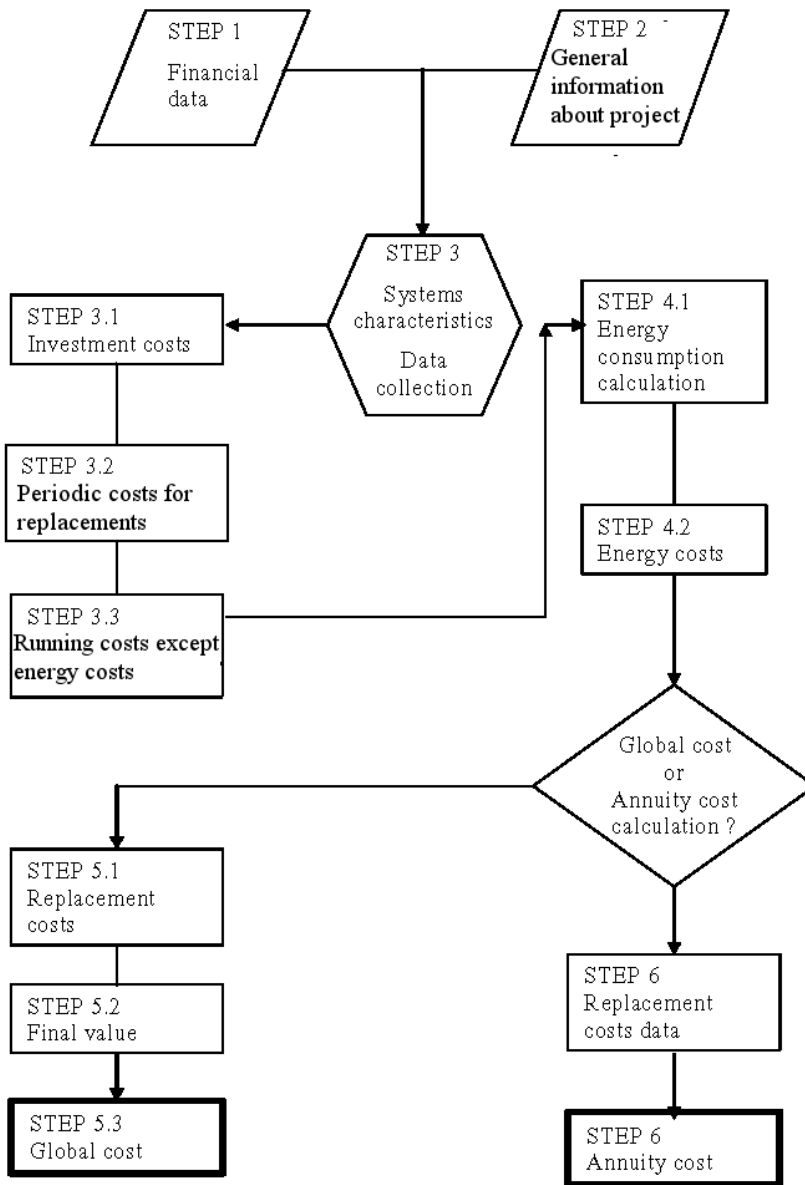 STEP 1
Financial
data
STEP 2
General
information
about project
STEP 3
Systems
characteristics
Data
collection
STEP 3.1
Investment costs
STEP 3.2
Periodic costs for
replacements
STEP 3.3
Running costs except
energy costs
STEP 4.1
Energy
consumption
calculation
STEP 4.2
Energy costs
Global cost
or
Annuity cost
calculation ?
STEP 5.1
Replacement
costs
STEP 5.2
Final value
STEP 5.3
Global cost
STEP 6
Replacement
costs data
STEP 6
Annuity cost